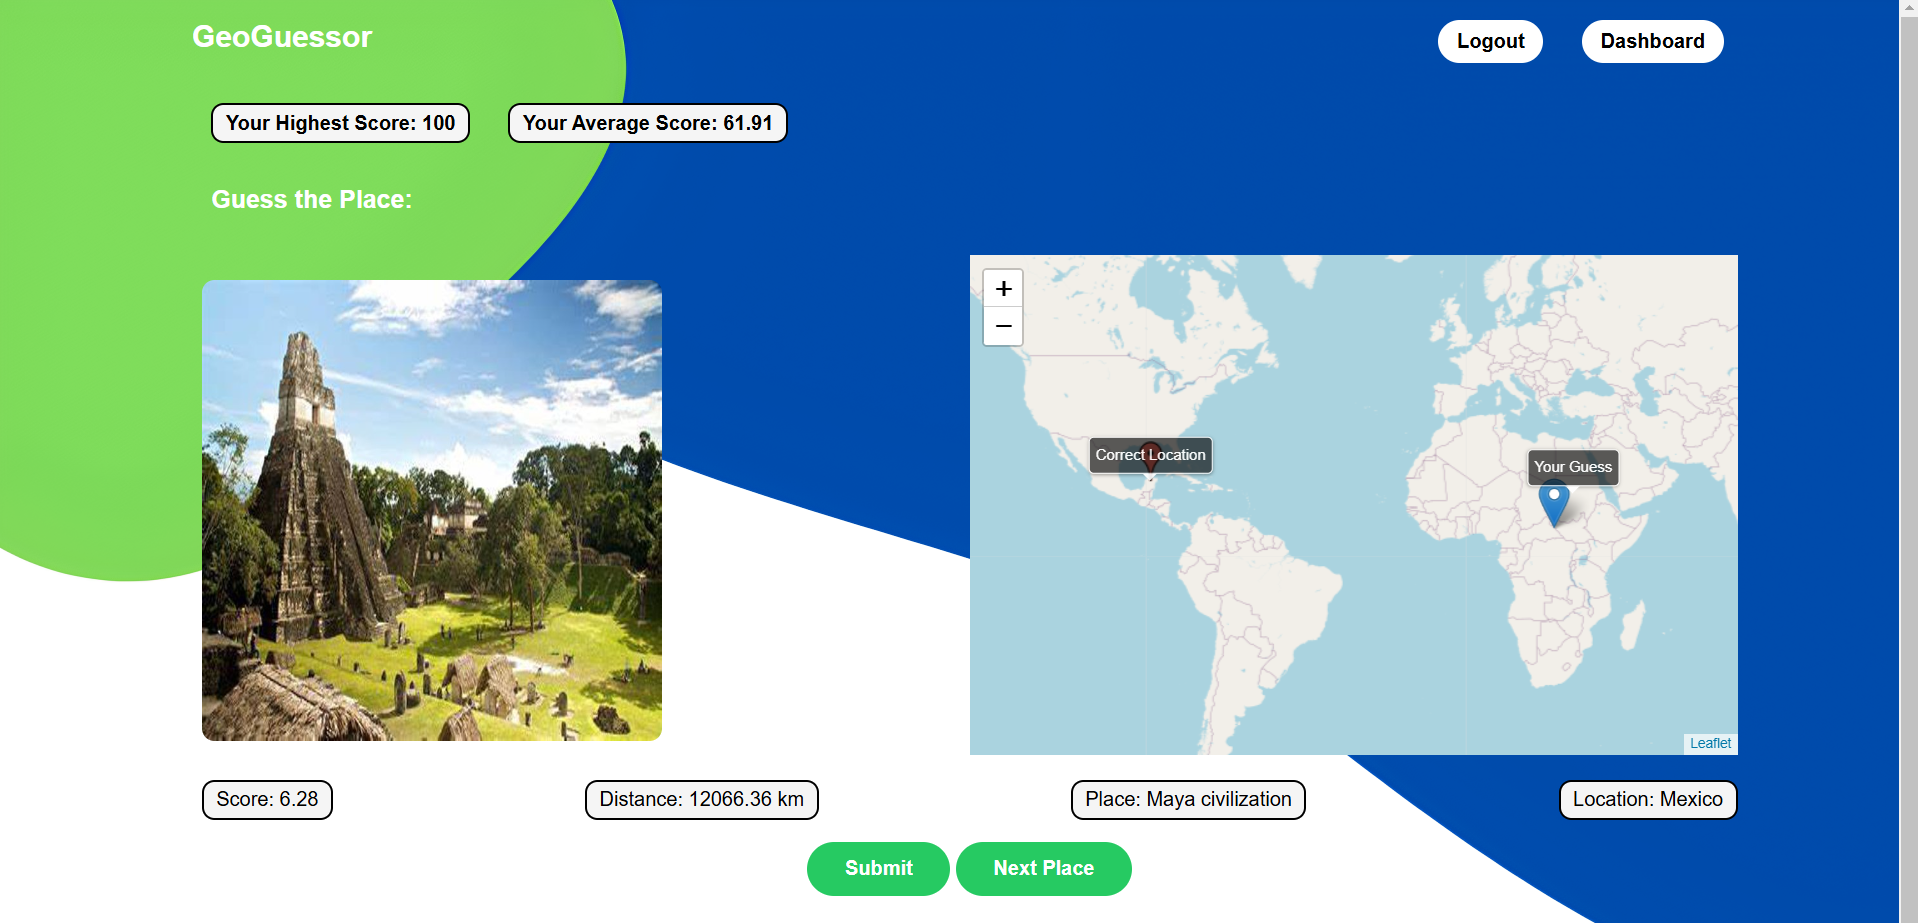 GeoGuessor
Logout
Dashboard
Your Highest Score: 100
Your Average Score: 61.91
Guess the Place:
+
−
Correct Location
Your Guess
Leaflet
Score: 6.28
Distance: 12066.36 km
Place: Maya civilization
Location: Mexico
Submit
Next Place